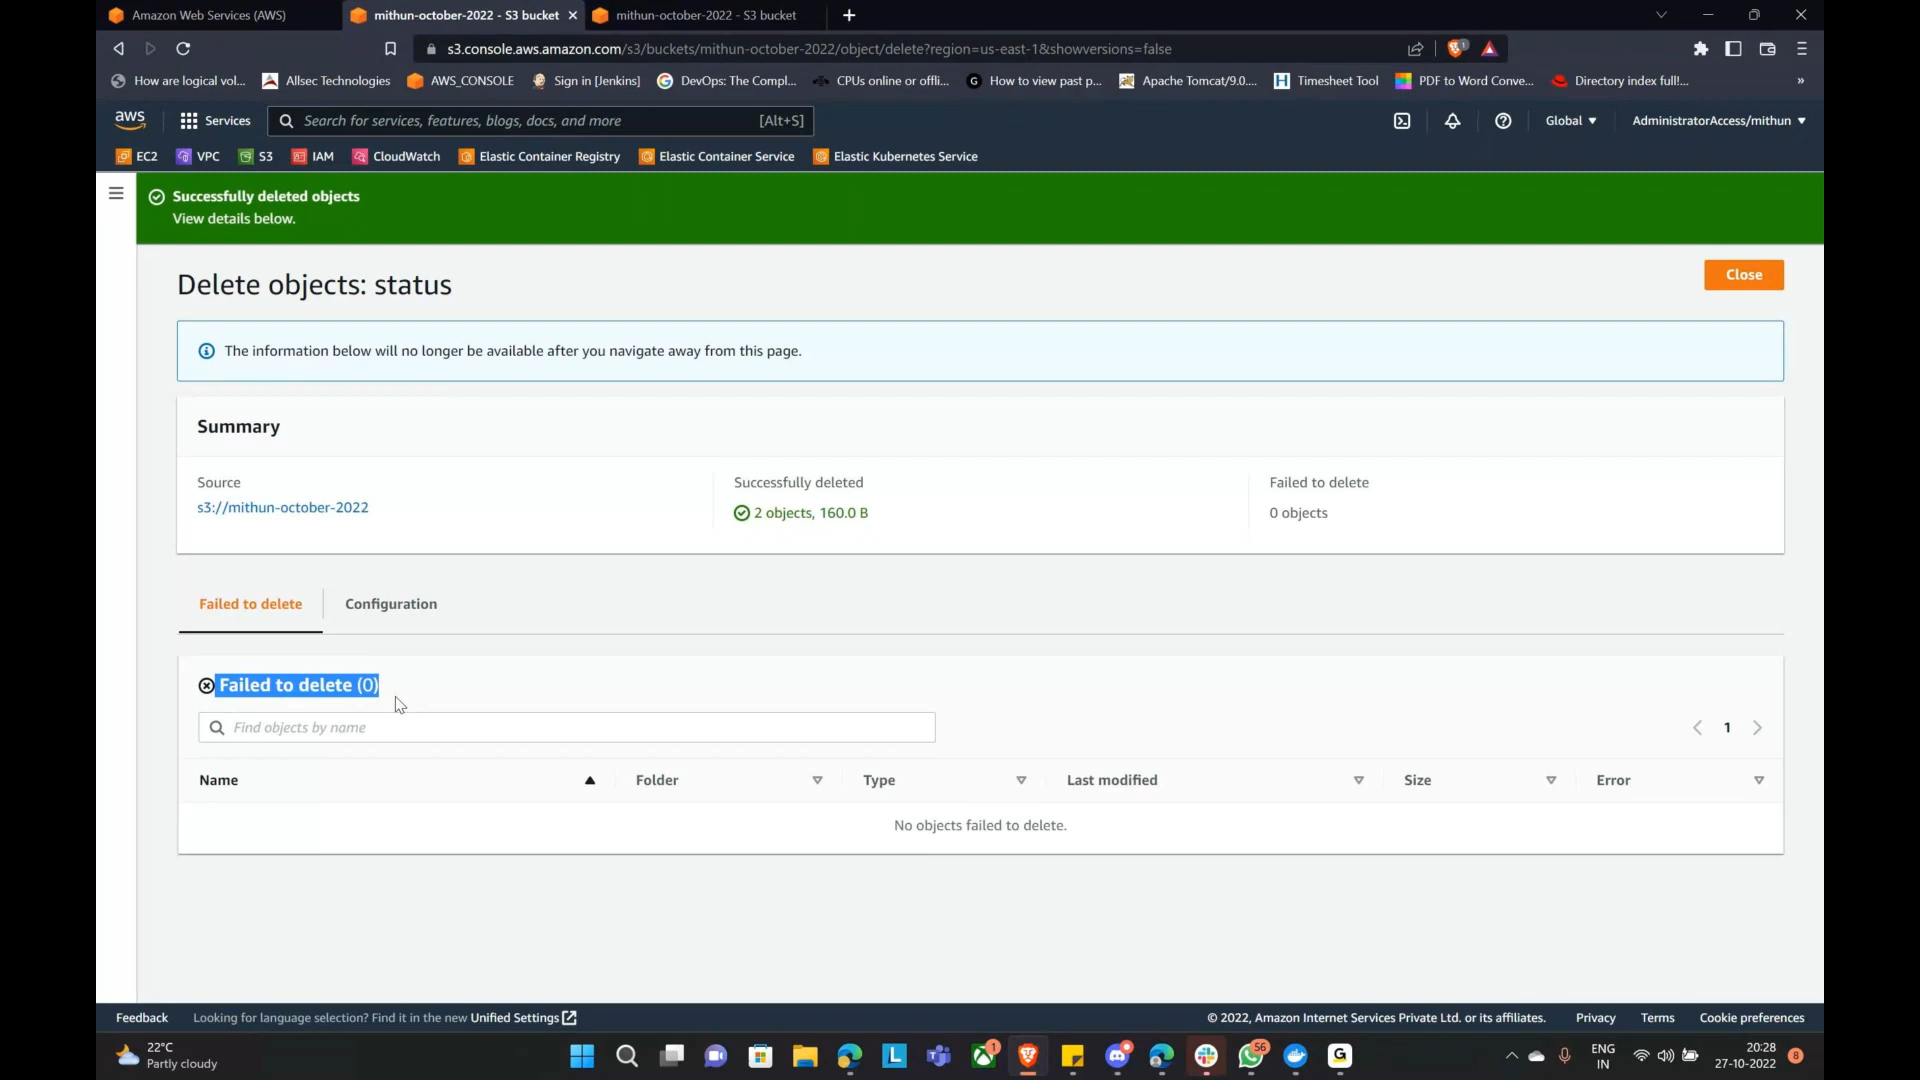 Amazon Web Services (AWS)
mithun-october-2022 - S3 bucket
mithun-october-2022 - S3 bucket
s3.console.aws.amazon.com/s3/buckets/mithun-october-2022/object/delete?region=us-east-1&showversions=false
1
How are logical vol...
Allsec Technologies
AWS_CONSOLE
Sign in [Jenkins]
DevOps: The Compl...
CPUs online or offli...
How to view past p...
Apache Tomcat/9.0....
Timesheet Tool
PDF to Word Conve...
Directory index full!...
»
aws
Services
Search for services, features, blogs, docs, and more
[Alt+S]
Global
AdministratorAccess/mithun
EC2
VPC
S3
IAM
CloudWatch
Elastic Container Registry
Elastic Container Service
Elastic Kubernetes Service
Successfully deleted objects
View details below.
Delete objects: status
Close
The information below will no longer be available after you navigate away from this page.
Summary
Source
s3://mithun-october-2022
Successfully deleted
2 objects, 160.0 B
Failed to delete
0 objects
Failed to delete
Configuration
Failed to delete (0)
Find objects by name
1
Name
Folder
Type
Last modified
Size
Error
No objects failed to delete.
Feedback
Looking for language selection? Find it in the new Unified Settings
© 2022, Amazon Internet Services Private Ltd. or its affiliates.
Privacy
Terms
Cookie preferences
22°C
Partly cloudy
L
1
56
G
ENG
IN
20:28
27-10-2022
8